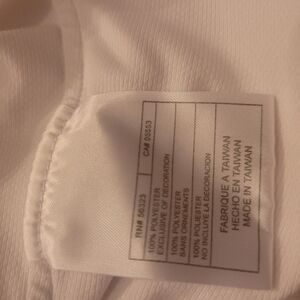 RN# 56323 | CA# 05553
100% POLYESTER
EXCLUSIVE OF DECORATION
100% POLYESTER
SANS ORNEMENTS
100% POLIESTER
NO INCLUYE LA DECORACION
FABRIQUE A TAIWAN
HECHO EN TAIWAN
MADE IN TAIWAN